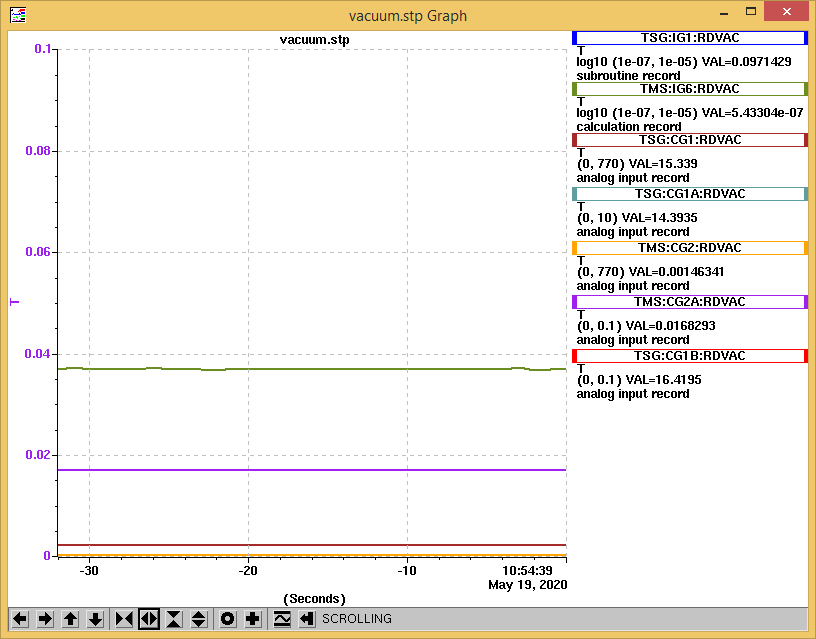 vacuum.stp Graph
vacuum.stp
0.1
0.08
0.06
0.04
0.02
0
T
-30
-20
-10
10:54:39
May 19, 2020
(Seconds)
TSG:IG1:RDVAC
T
log10 (1e-07, 1e-05) VAL=0.0971429
subroutine record
TMS:IG6:RDVAC
T
log10 (1e-07, 1e-05) VAL=5.43304e-07
calculation record
TSG:CG1:RDVAC
T
(0, 770) VAL=15.339
analog input record
TSG:CG1A:RDVAC
T
(0, 10) VAL=14.3935
analog input record
TMS:CG2:RDVAC
T
(0, 770) VAL=0.00146341
analog input record
TMS:CG2A:RDVAC
T
(0, 0.1) VAL=0.0168293
analog input record
TSG:CG1B:RDVAC
T
(0, 0.1) VAL=16.4195
analog input record
SCROLLING